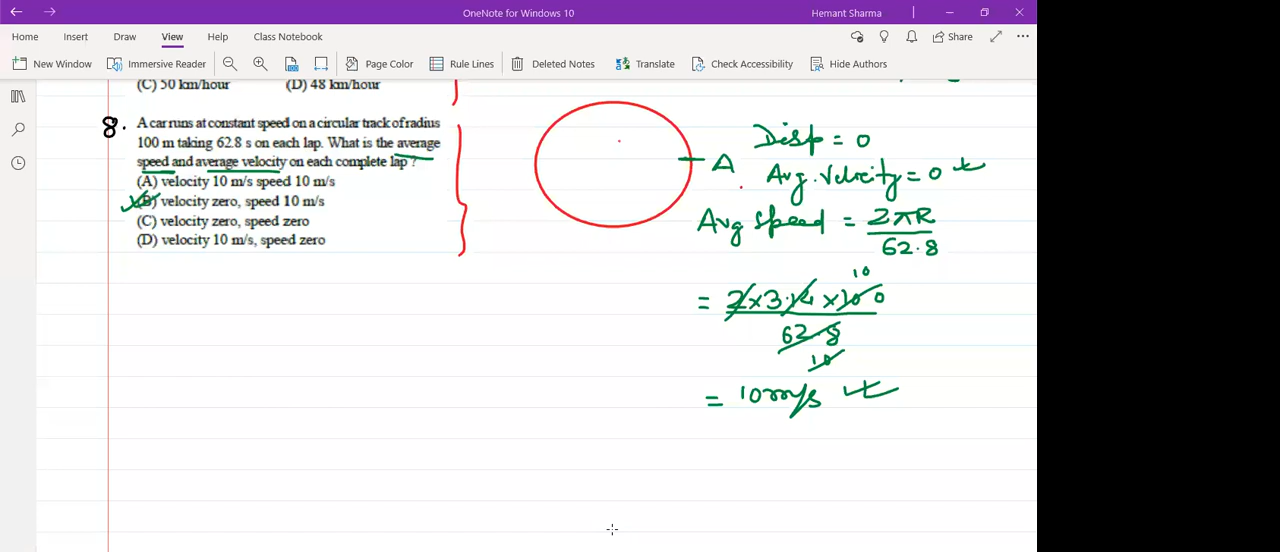 OneNote for Windows 10
Hemant Sharma
Home Insert Draw View Help Class Notebook
Share
New Window Immersive Reader Page Color Rule Lines Deleted Notes Translate Check Accessibility Hide Authors
(C) 50 km/hour (D) 48 km/hour
8. A car runs at constant speed on a circular track of radius
100 m taking 62.8 s on each lap. What is the average
speed and average velocity on each complete lap ?
(A) velocity 10 m/s speed 10 m/s
(B) velocity zero, speed 10 m/s
(C) velocity zero, speed zero
(D) velocity 10 m/s, speed zero
A
Disp = 0
Avg. Velocity = 0
Avg speed = 2πR
62.8
10
= 2×3.14×100
62.8
10
= 10 m/s